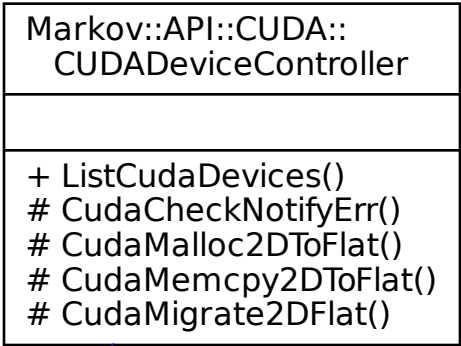 Markov::API::CUDA::
CUDADeviceController
+ ListCudaDevices()
# CudaCheckNotifyErr()
# CudaMalloc2DToFlat()
# CudaMemcpy2DToFlat()
# CudaMigrate2DFlat()